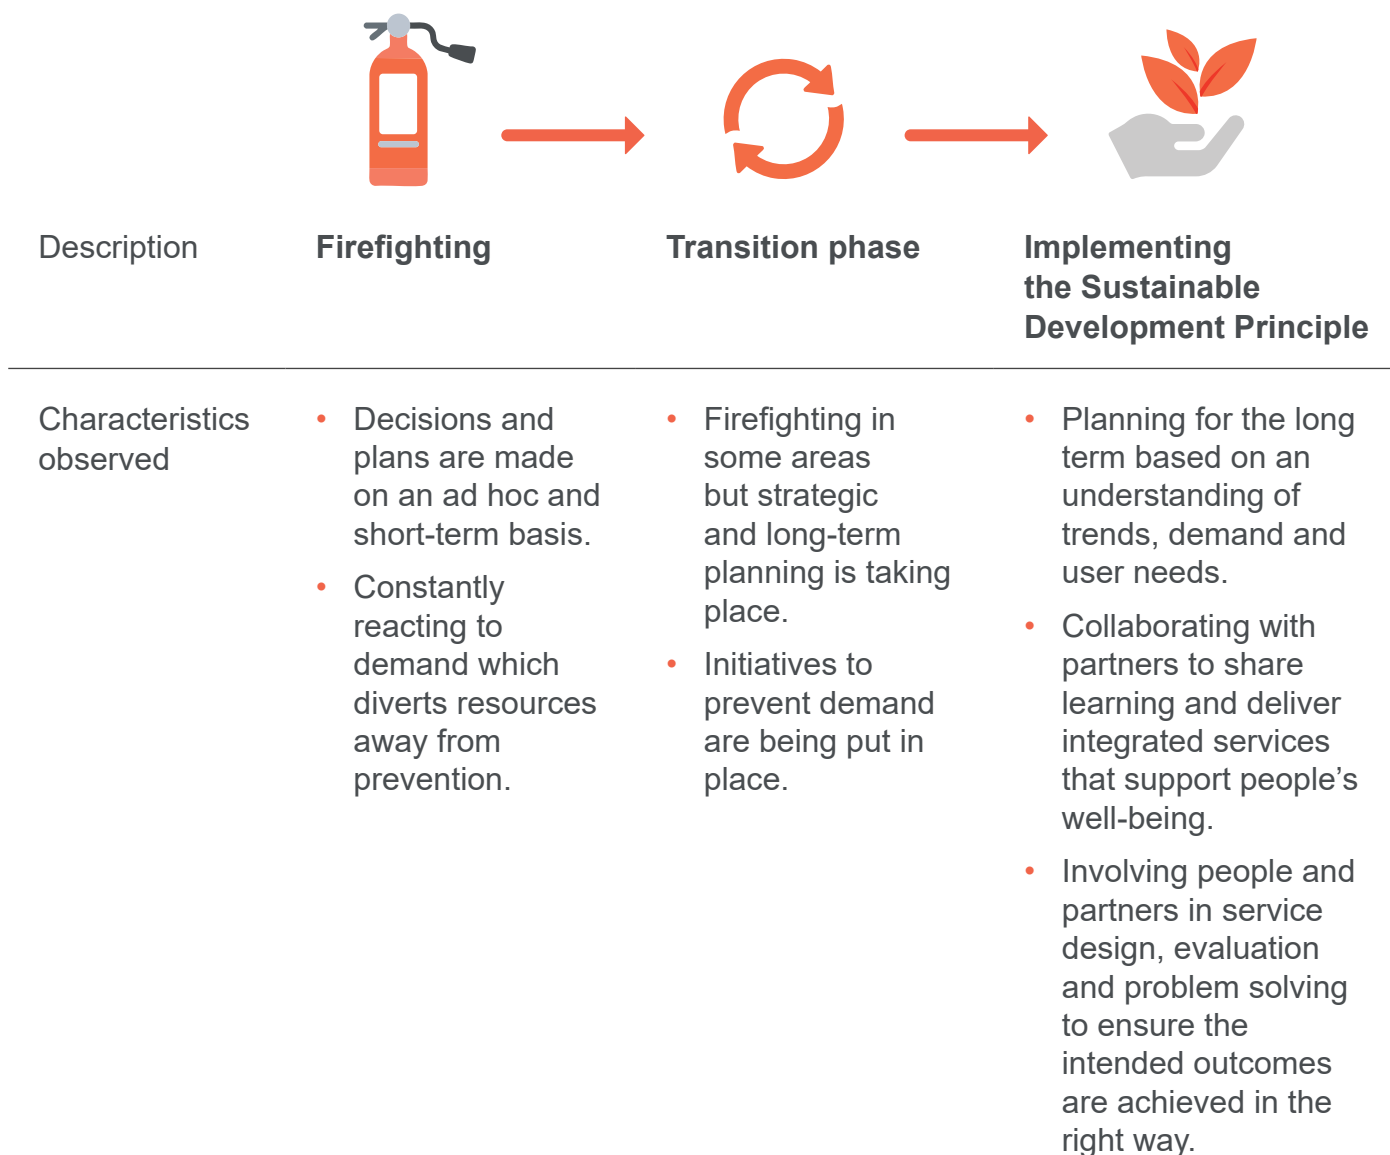 Description
Firefighting
Transition phase
Implementing
the Sustainable
Development Principle
Characteristics
observed
• Decisions and
plans are made
on an ad hoc and
short-term basis.
• Constantly
reacting to
demand which
diverts resources
away from
prevention.
• Firefighting in
some areas
but strategic
and long-term
planning is taking
place.
• Initiatives to
prevent demand
are being put in
place.
• Planning for the long
term based on an
understanding of
trends, demand and
user needs.
• Collaborating with
partners to share
learning and deliver
integrated services
that support people’s
well-being.
• Involving people and
partners in service
design, evaluation
and problem solving
to ensure the
intended outcomes
are achieved in the
right way.